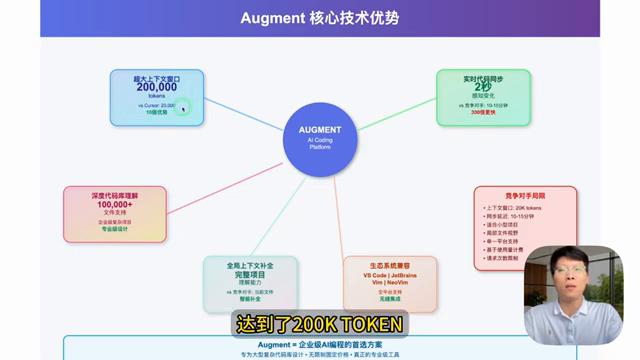 Augment 核心技术优势
超大上下文窗口
200,000
tokens
vs Cursor: 20,000
10倍优势
实时代码同步
2秒
感知变化
vs 竞争对手: 10-15分钟
300倍更快
AUGMENT
AI Coding
Platform
深度代码库理解
100,000+
文件支持
企业级复杂项目
专业级设计
竞争对手局限
• 上下文窗口: 20K tokens
• 同步延迟: 10-15分钟
• 适合小型项目
• 局部文件视野
• 单一平台支持
• 基于使用量计费
• 请求次数限制
全局上下文补全
完整项目
理解能力
vs 竞争对手: 当前文件
智能补全
生态系统兼容
VS Code | JetBrains
Vim | NeoVim
全平台支持
无缝集成
达到了200K TOKEN
Augment = 企业级AI编程的首选方案
专为大型复杂代码库设计 • 无限制固定价格 • 真正的专业级工具